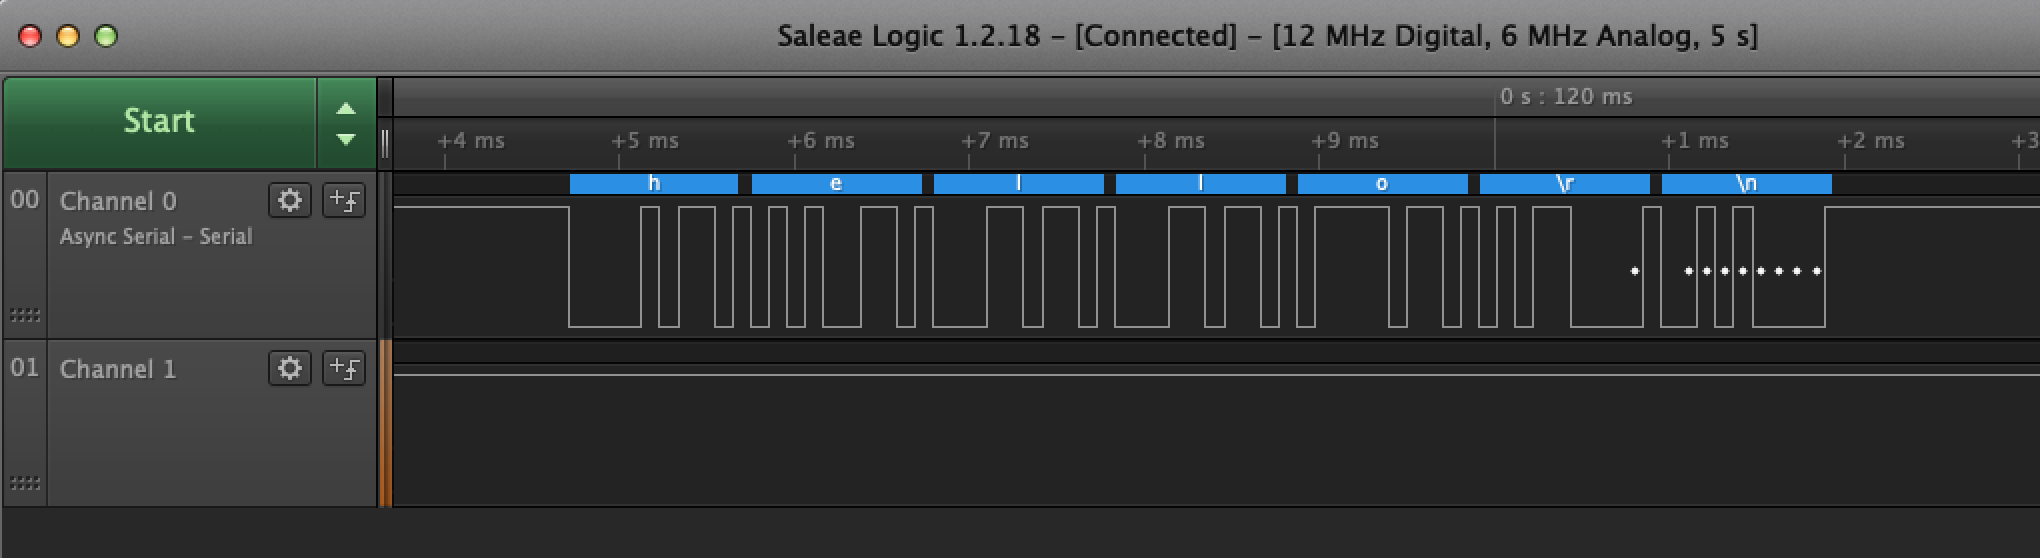 Saleae Logic 1.2.18 – [Connected] – [12 MHz Digital, 6 MHz Analog, 5 s]
Start
0 s : 120 ms
+4 ms +5 ms +6 ms +7 ms +8 ms +9 ms +1 ms +2 ms +3
h e l l o \r \n
00 Channel 0
Async Serial – Serial
01 Channel 1